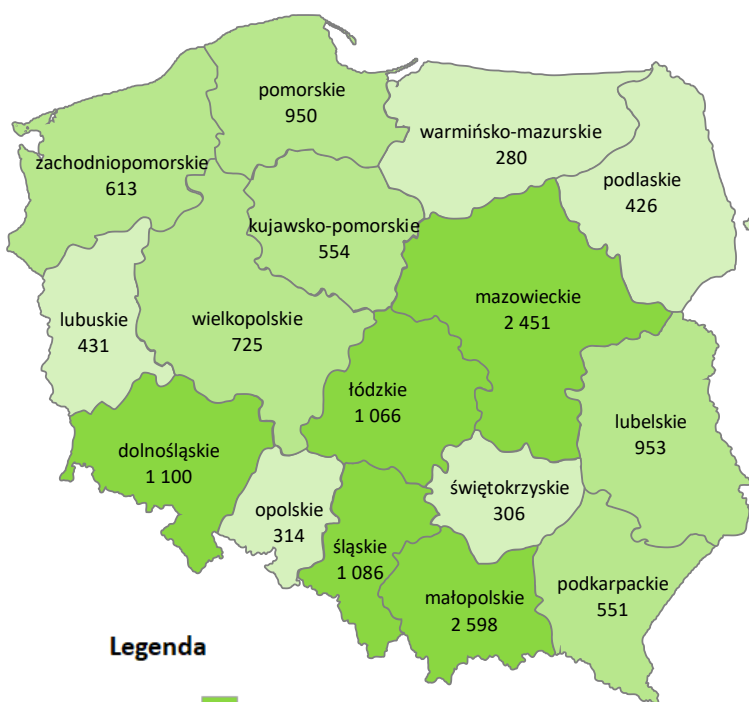 pomorskie
950
warmińsko-mazurskie
280
zachodniopomorskie
613
podlaskie
426
kujawsko-pomorskie
554
mazowieckie
2 451
lubuskie
431
wielkopolskie
725
łódzkie
1 066
lubelskie
953
dolnośląskie
1 100
świętokrzyskie
306
opolskie
314
śląskie
1 086
podkarpackie
551
małopolskie
2 598
Legenda